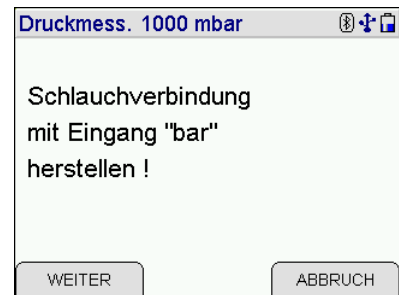 Druckmess. 1000 mbar
Schlauchverbindung
mit Eingang "bar"
herstellen !
WEITER ABBRUCH